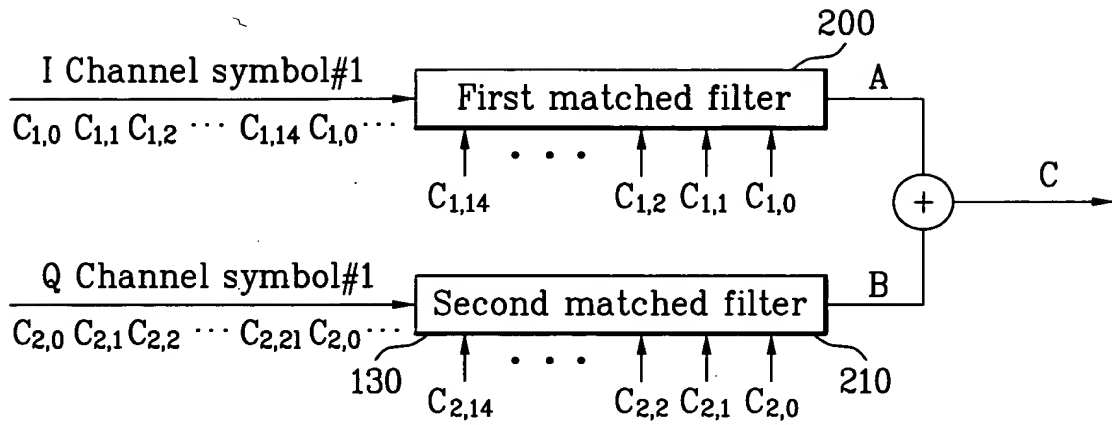 200
I Channel symbol#1
First matched filter
A
C1,0 C1,1 C1,2 ... C1,14 C1,0...
...
C1,14 C1,2 C1,1 C1,0
+
C
Q Channel symbol#1
Second matched filter
B
C2,0 C2,1 C2,2 ... C2,21 C2,0...
...
130
210
C2,14 C2,2 C2,1 C2,0